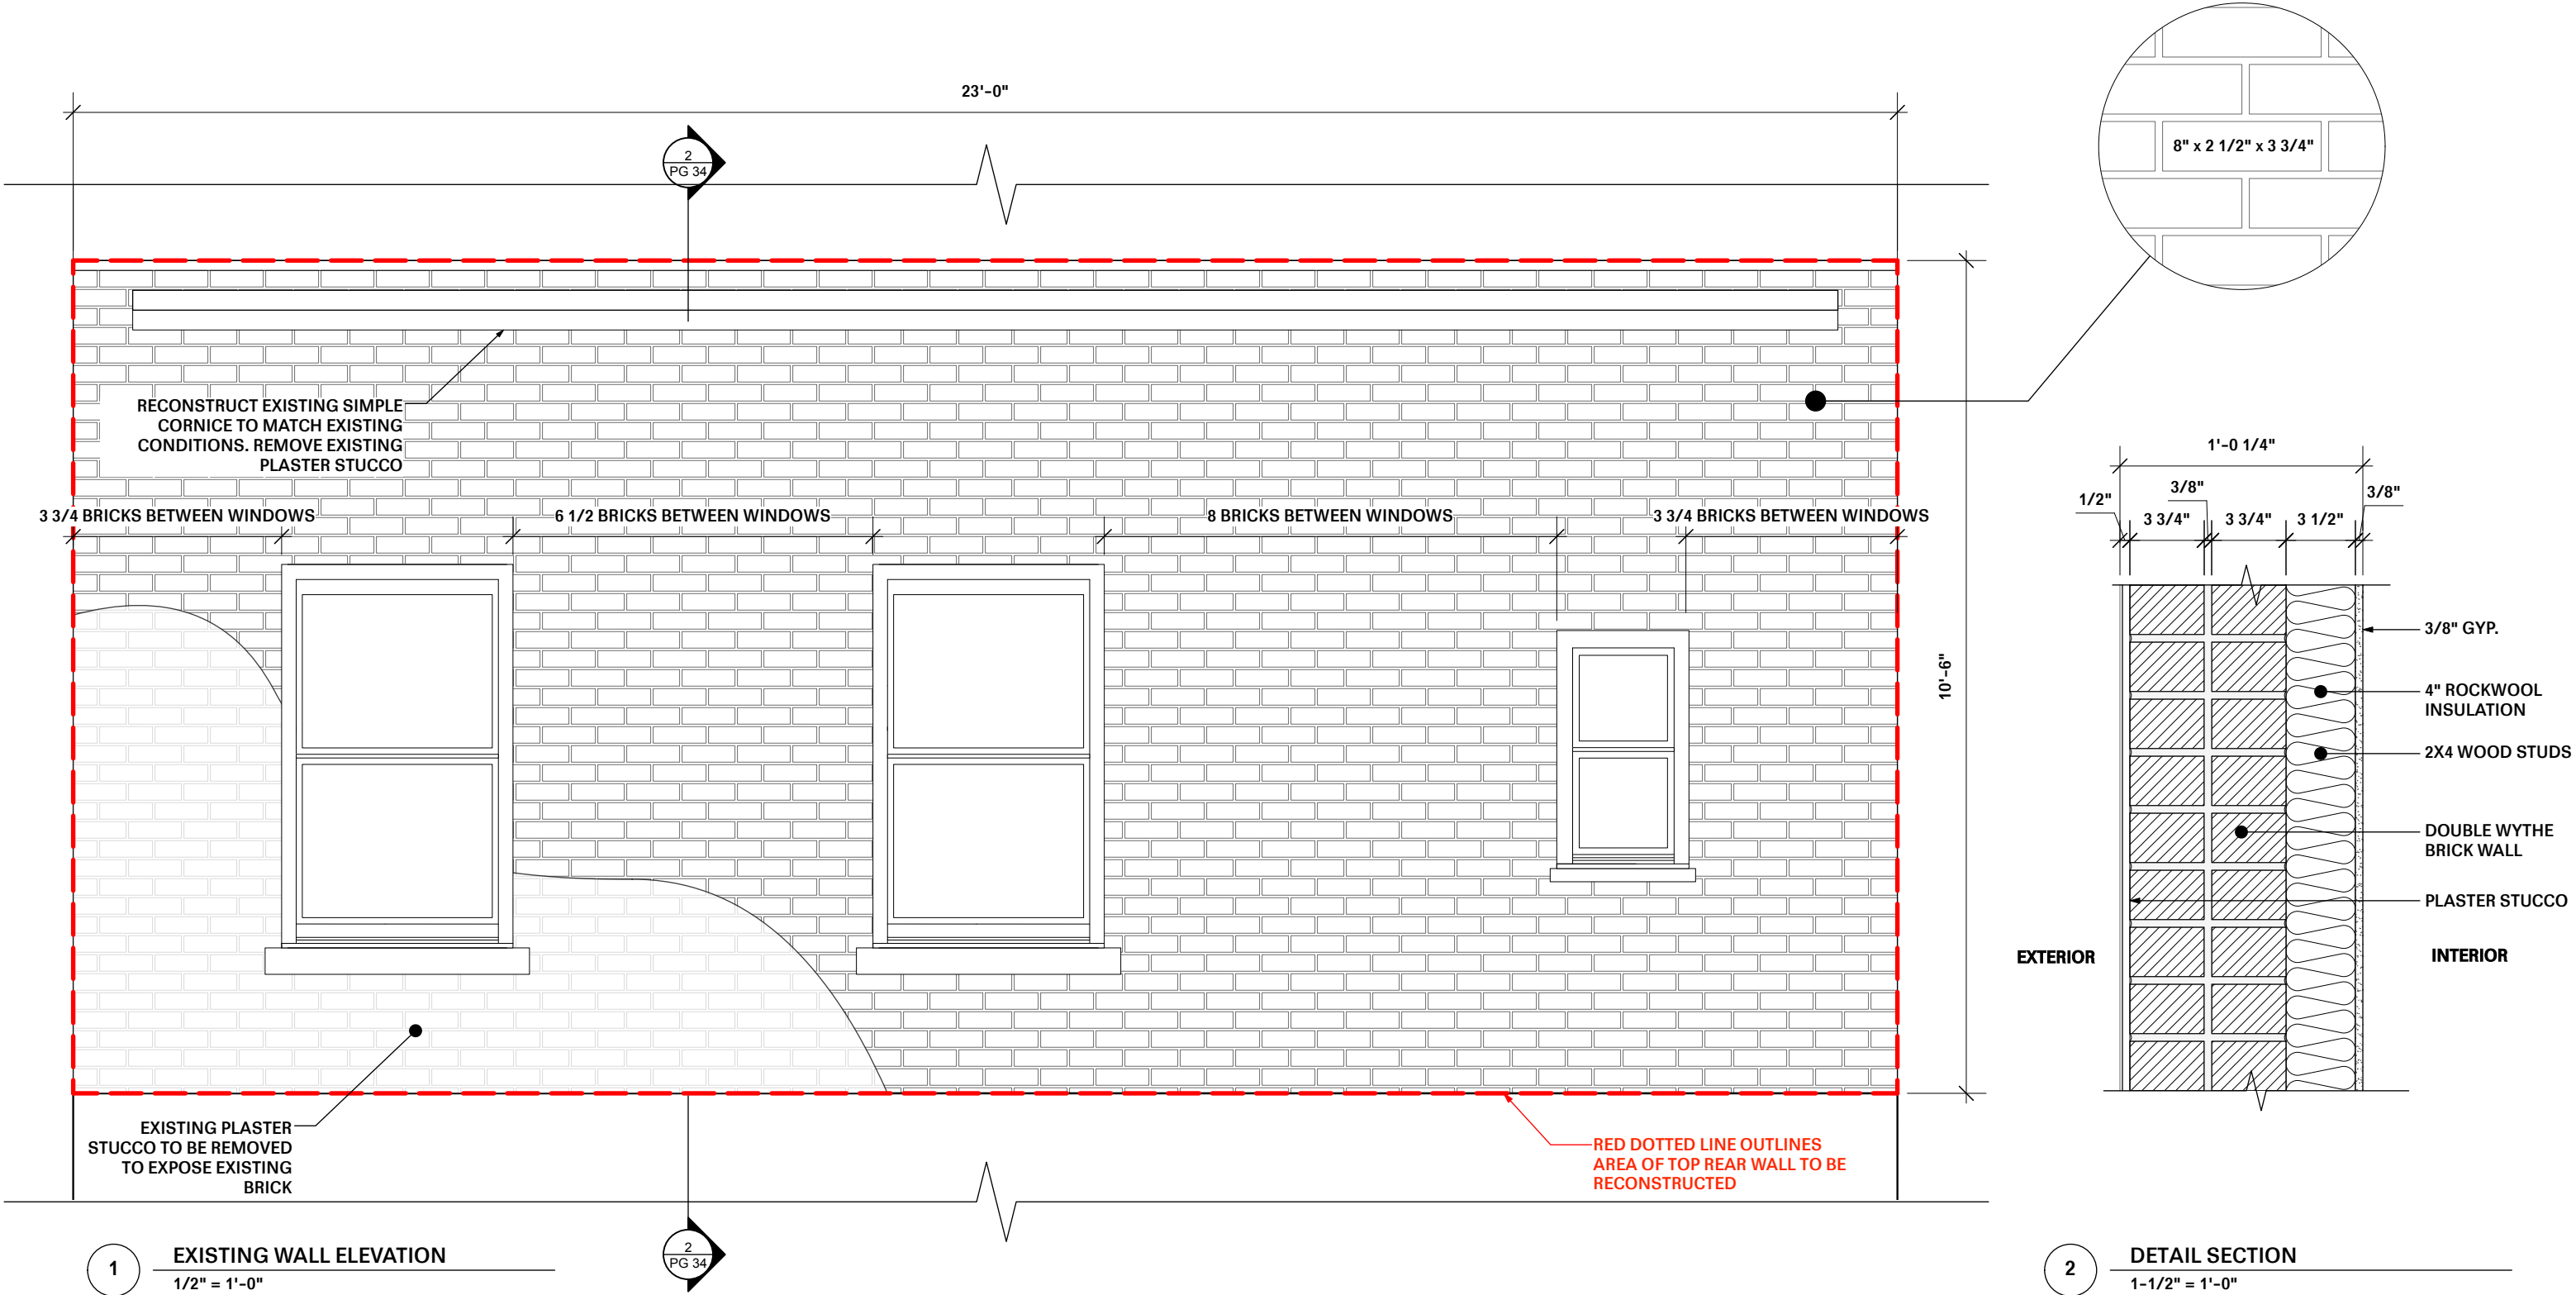 23'-0"
2
PG 34
8" x 2 1/2" x 3 3/4"
RECONSTRUCT EXISTING SIMPLE
CORNICE TO MATCH EXISTING
CONDITIONS. REMOVE EXISTING
PLASTER STUCCO
3 3/4 BRICKS BETWEEN WINDOWS
6 1/2 BRICKS BETWEEN WINDOWS
8 BRICKS BETWEEN WINDOWS
3 3/4 BRICKS BETWEEN WINDOWS
10'-6"
EXISTING PLASTER
STUCCO TO BE REMOVED
TO EXPOSE EXISTING
BRICK
RED DOTTED LINE OUTLINES
AREA OF TOP REAR WALL TO BE
RECONSTRUCTED
2
PG 34
1
EXISTING WALL ELEVATION
1/2" = 1'-0"
1'-0 1/4"
1/2"
3/8"
3/8"
3 3/4"
3 3/4"
3 1/2"
3/8" GYP.
4" ROCKWOOL
INSULATION
2X4 WOOD STUDS
DOUBLE WYTHE
BRICK WALL
PLASTER STUCCO
EXTERIOR
INTERIOR
2
DETAIL SECTION
1-1/2" = 1'-0"